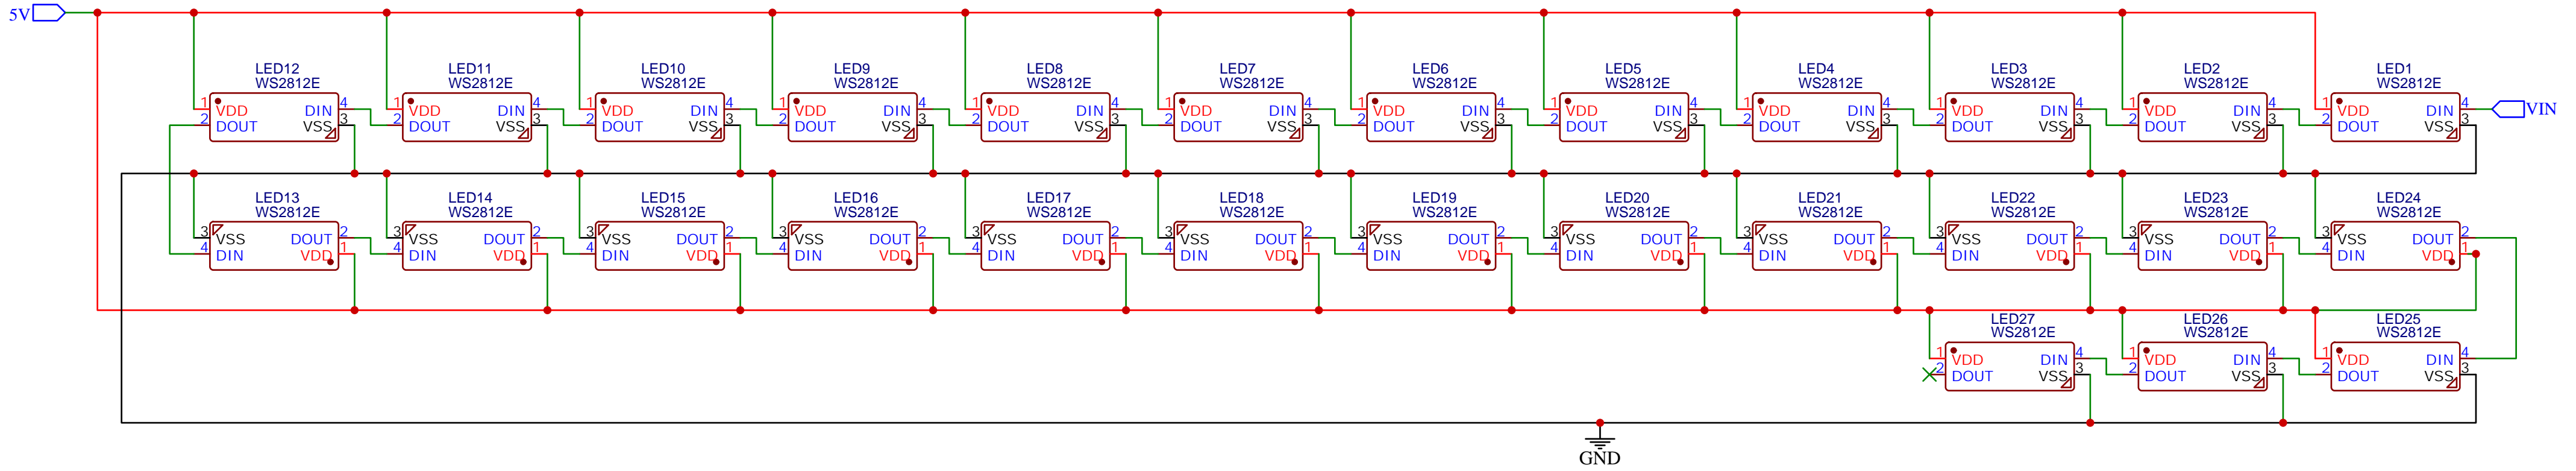 5V
LED12 LED11 LED10 LED9 LED8 LED7 LED6 LED5 LED4 LED3 LED2 LED1
WS2812E WS2812E WS2812E WS2812E WS2812E WS2812E WS2812E WS2812E WS2812E WS2812E WS2812E WS2812E
1 VDD DIN 4 1 VDD DIN 4 1 VDD DIN 4 1 VDD DIN 4 1 VDD DIN 4 1 VDD DIN 4 1 VDD DIN 4 1 VDD DIN 4 1 VDD DIN 4 1 VDD DIN 4 1 VDD DIN 4 1 VDD DIN 4 VIN
2 DOUT VSS 3 2 DOUT VSS 3 2 DOUT VSS 3 2 DOUT VSS 3 2 DOUT VSS 3 2 DOUT VSS 3 2 DOUT VSS 3 2 DOUT VSS 3 2 DOUT VSS 3 2 DOUT VSS 3 2 DOUT VSS 3 2 DOUT VSS 3
LED13 LED14 LED15 LED16 LED17 LED18 LED19 LED20 LED21 LED22 LED23 LED24
WS2812E WS2812E WS2812E WS2812E WS2812E WS2812E WS2812E WS2812E WS2812E WS2812E WS2812E WS2812E
3 VSS DOUT 2 3 VSS DOUT 2 3 VSS DOUT 2 3 VSS DOUT 2 3 VSS DOUT 2 3 VSS DOUT 2 3 VSS DOUT 2 3 VSS DOUT 2 3 VSS DOUT 2 3 VSS DOUT 2 3 VSS DOUT 2 3 VSS DOUT 2
4 DIN VDD 1 4 DIN VDD 1 4 DIN VDD 1 4 DIN VDD 1 4 DIN VDD 1 4 DIN VDD 1 4 DIN VDD 1 4 DIN VDD 1 4 DIN VDD 1 4 DIN VDD 1 4 DIN VDD 1 4 DIN VDD 1
LED27 LED26 LED25
WS2812E WS2812E WS2812E
1 VDD DIN 4 1 VDD DIN 4 1 VDD DIN 4
2 DOUT VSS 3 2 DOUT VSS 3 2 DOUT VSS 3
GND